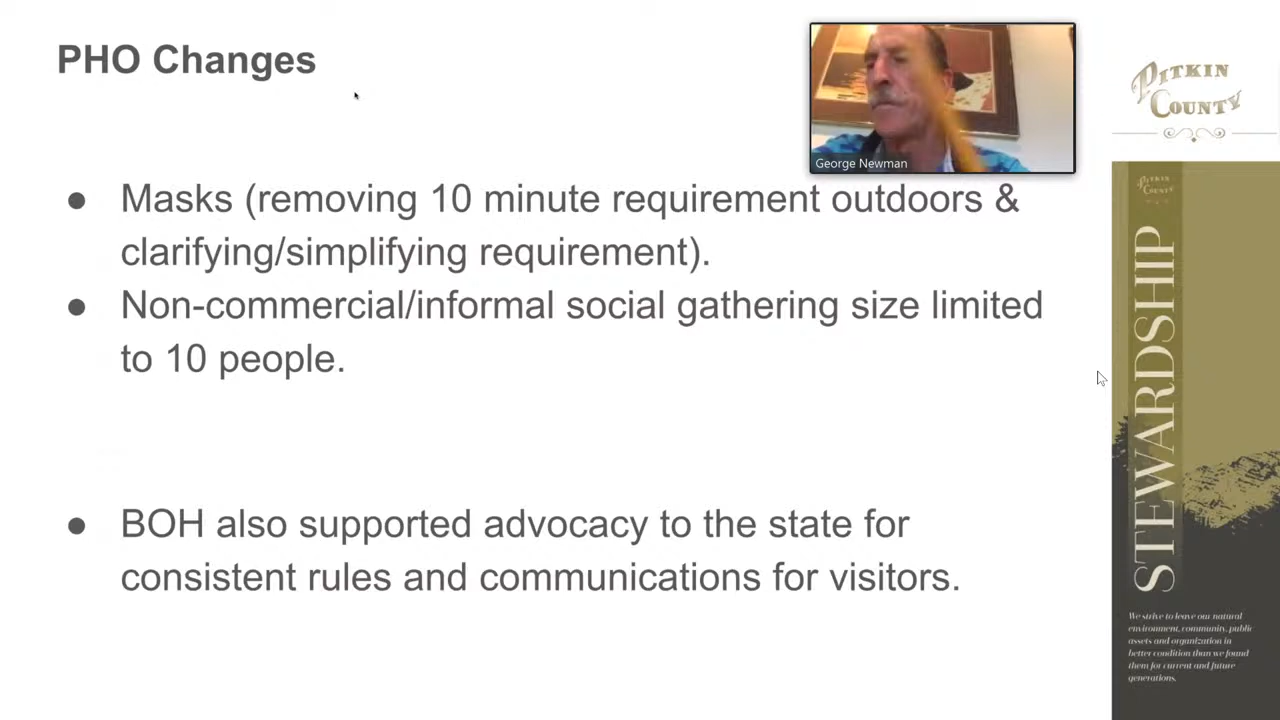 PHO Changes
George Newman
PITKIN
COUNTY
● Masks (removing 10 minute requirement outdoors &
clarifying/simplifying requirement).
● Non-commercial/informal social gathering size limited
to 10 people.
● BOH also supported advocacy to the state for
consistent rules and communications for visitors.
PITKIN
COUNTY
STEWARDSHIP
We strive to leave our natural
environment, community, public
assets and organization in
better condition than we found
them for current and future
generations.